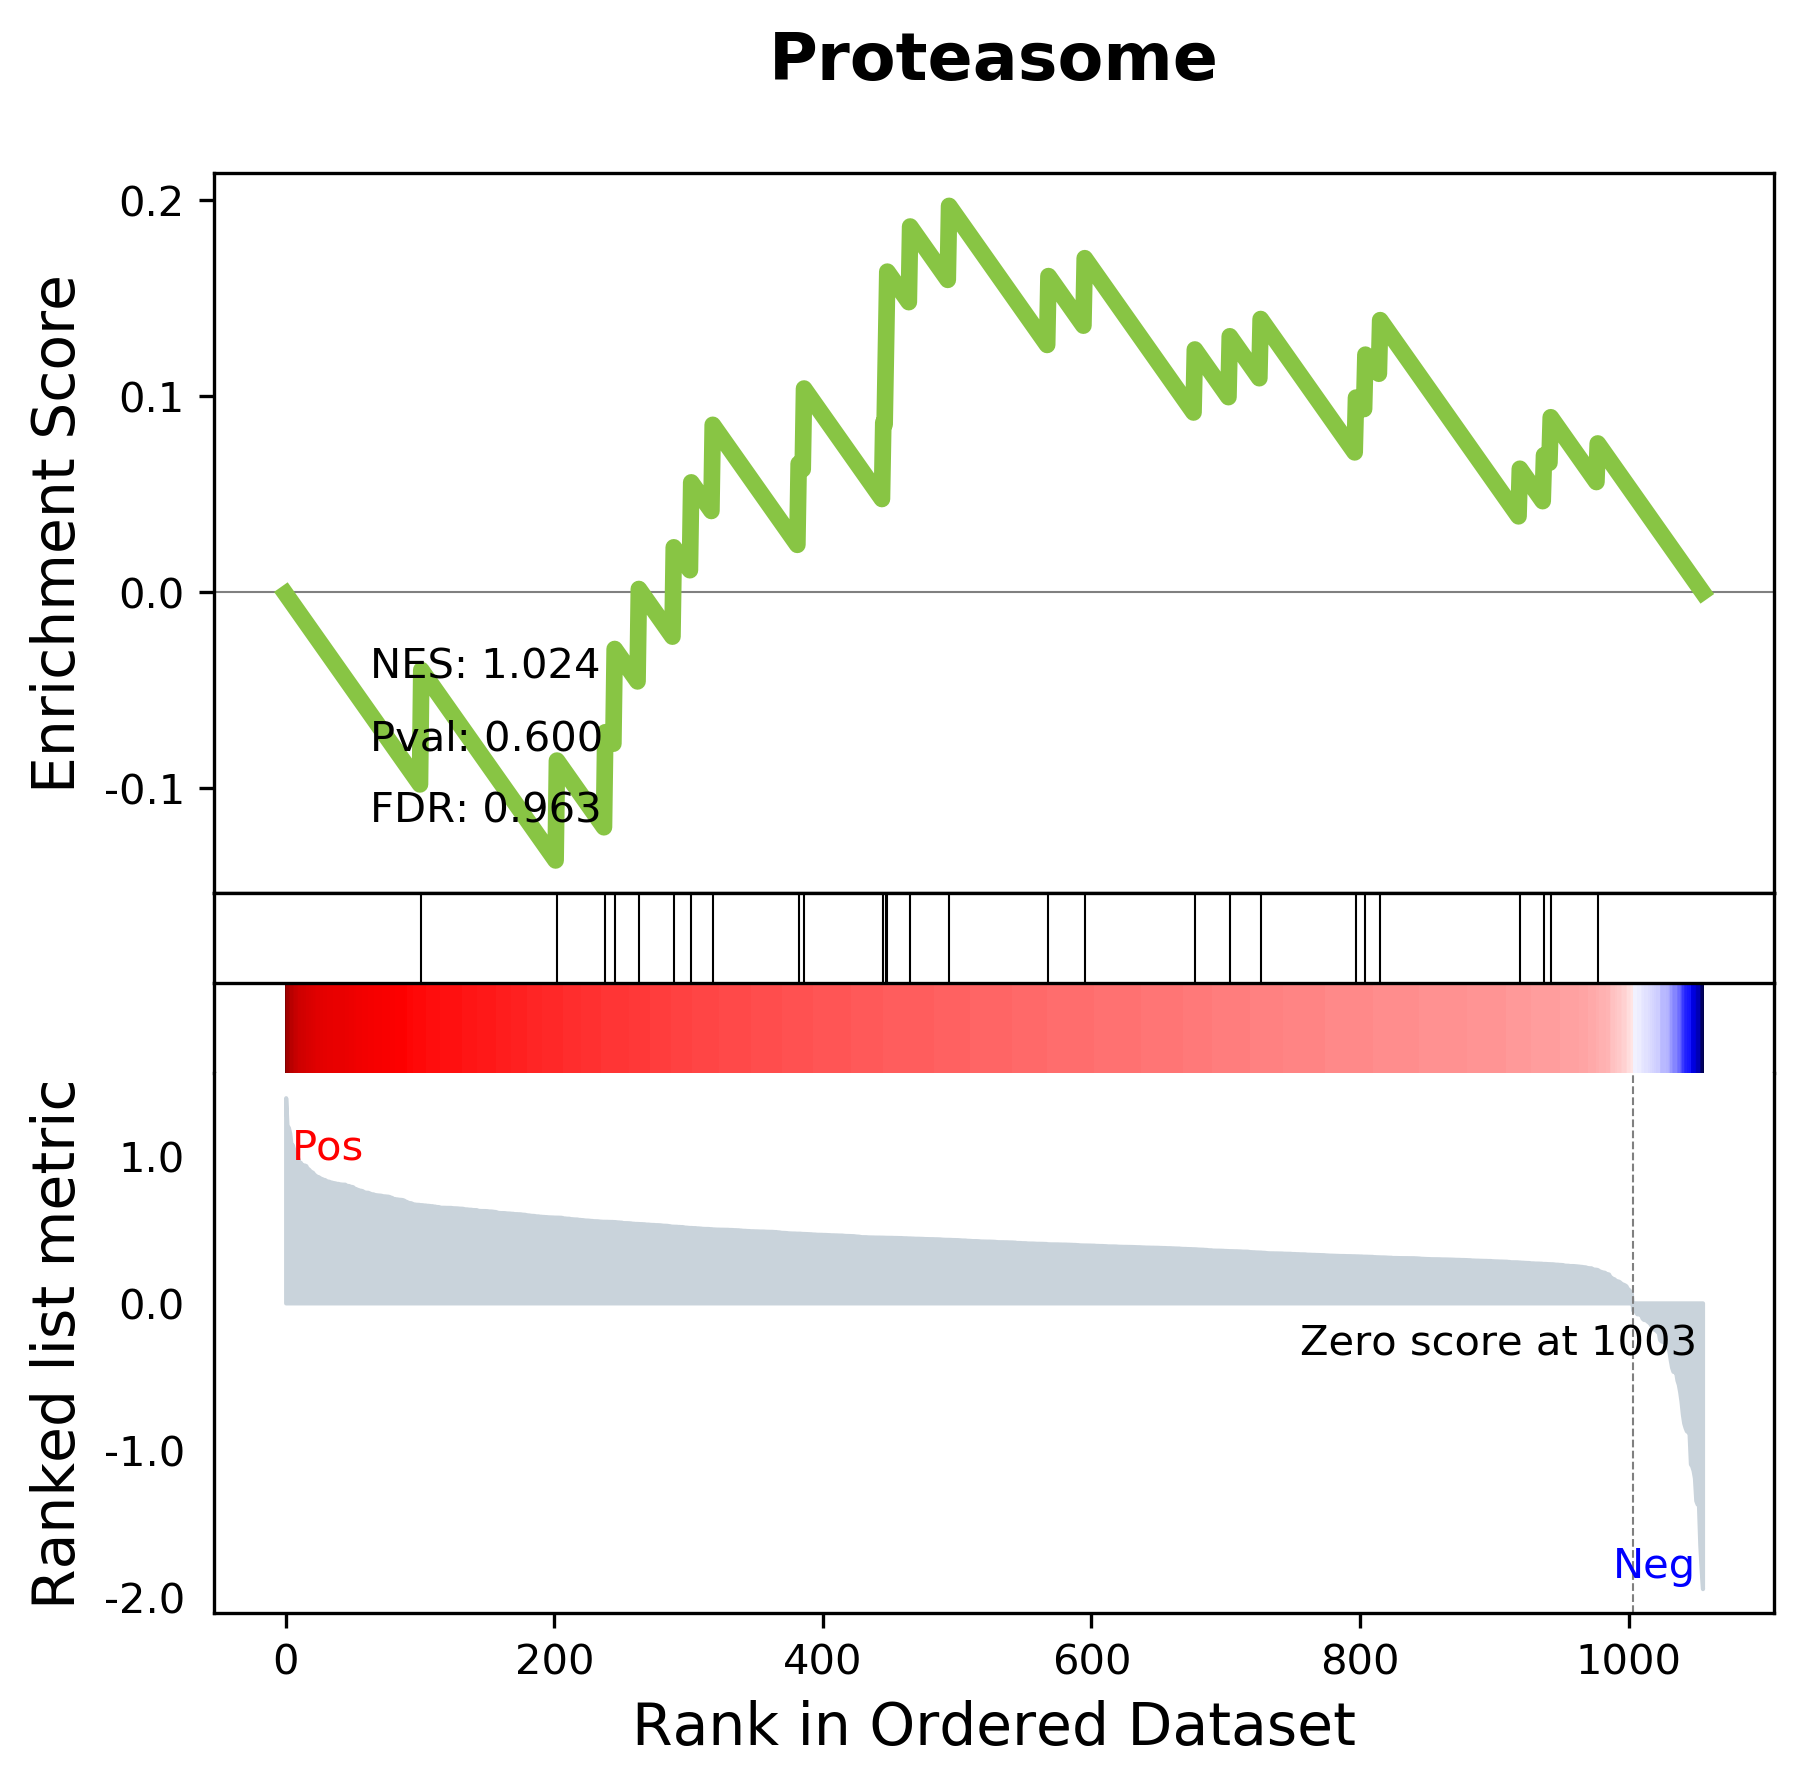 Proteasome
Enrichment Score
0.2
0.1
0.0
-0.1
NES: 1.024
Pval: 0.600
FDR: 0.963
Ranked list metric
1.0
0.0
-1.0
-2.0
Pos
Zero score at 1003
Neg
0 200 400 600 800 1000
Rank in Ordered Dataset